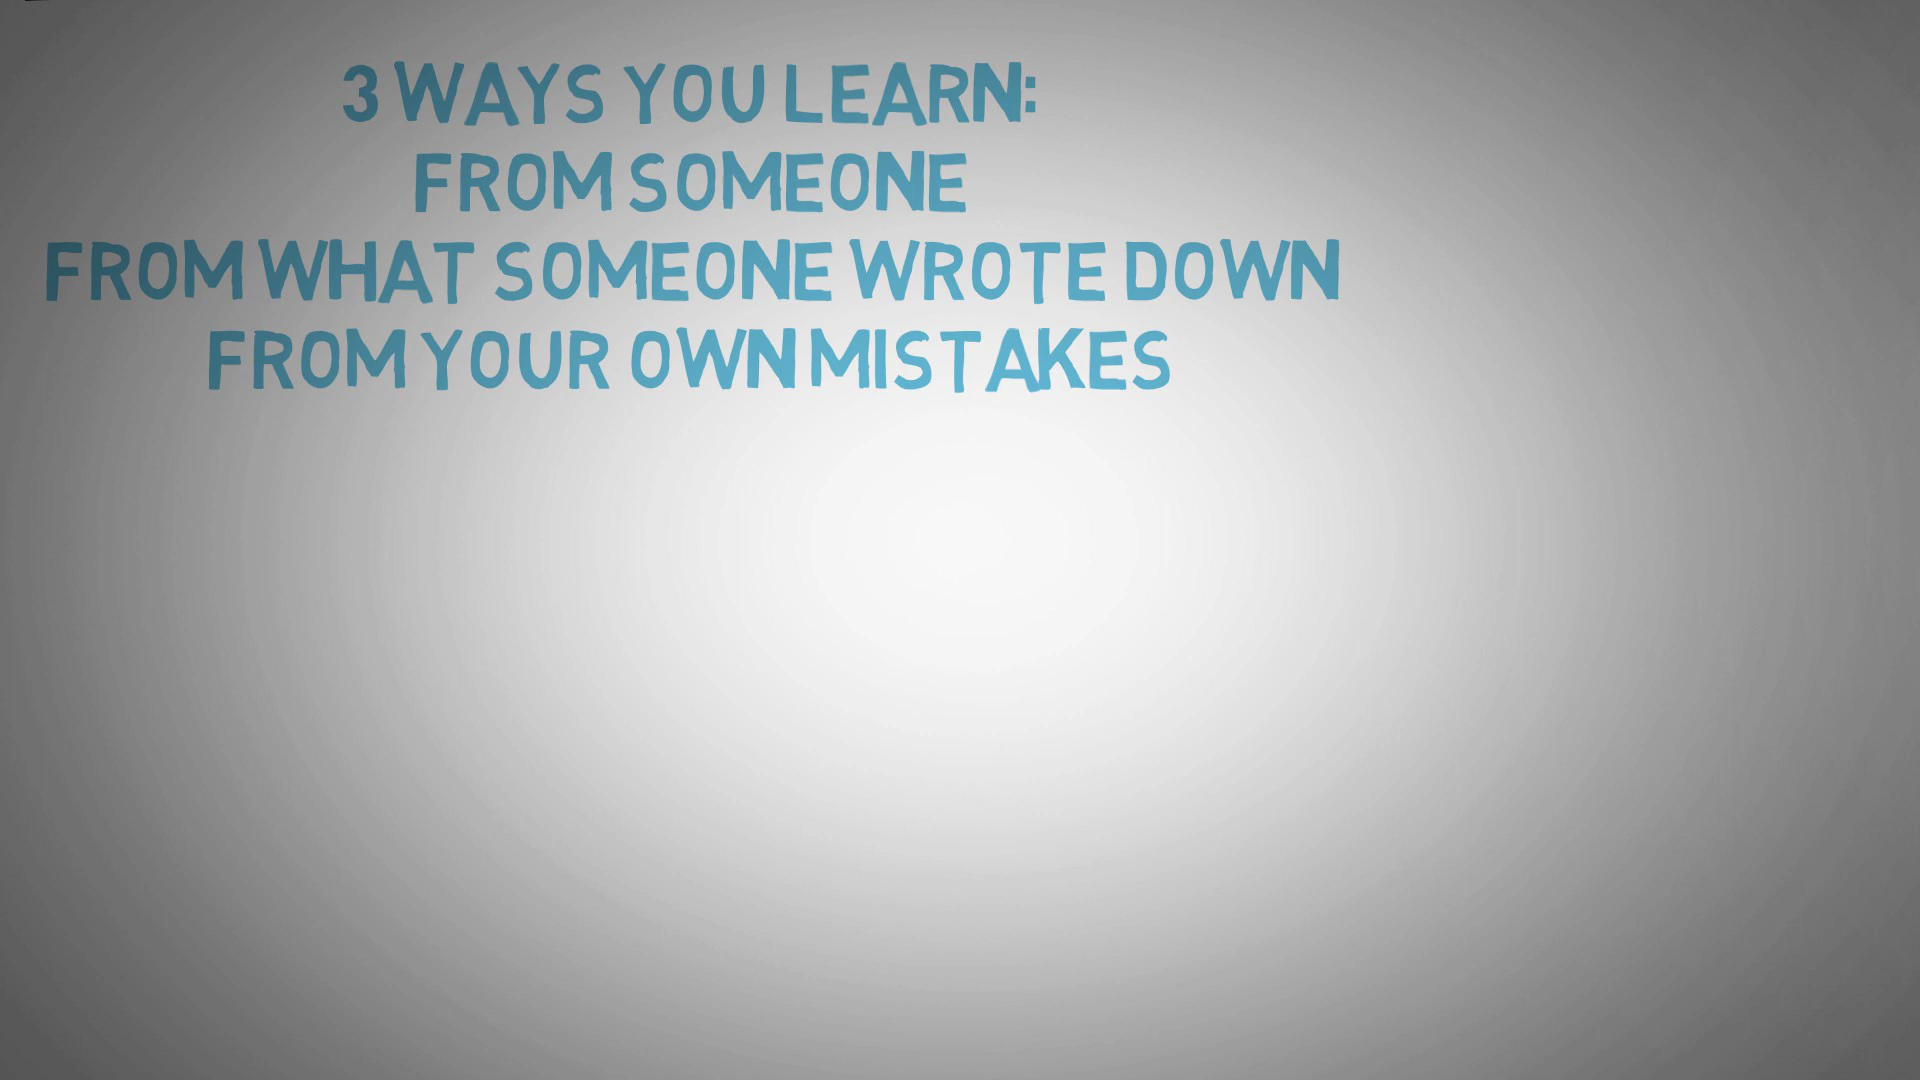 3 WAYS YOU LEARN:
FROM SOMEONE
FROM WHAT SOMEONE WROTE DOWN
FROM YOUR OWN MISTAKES